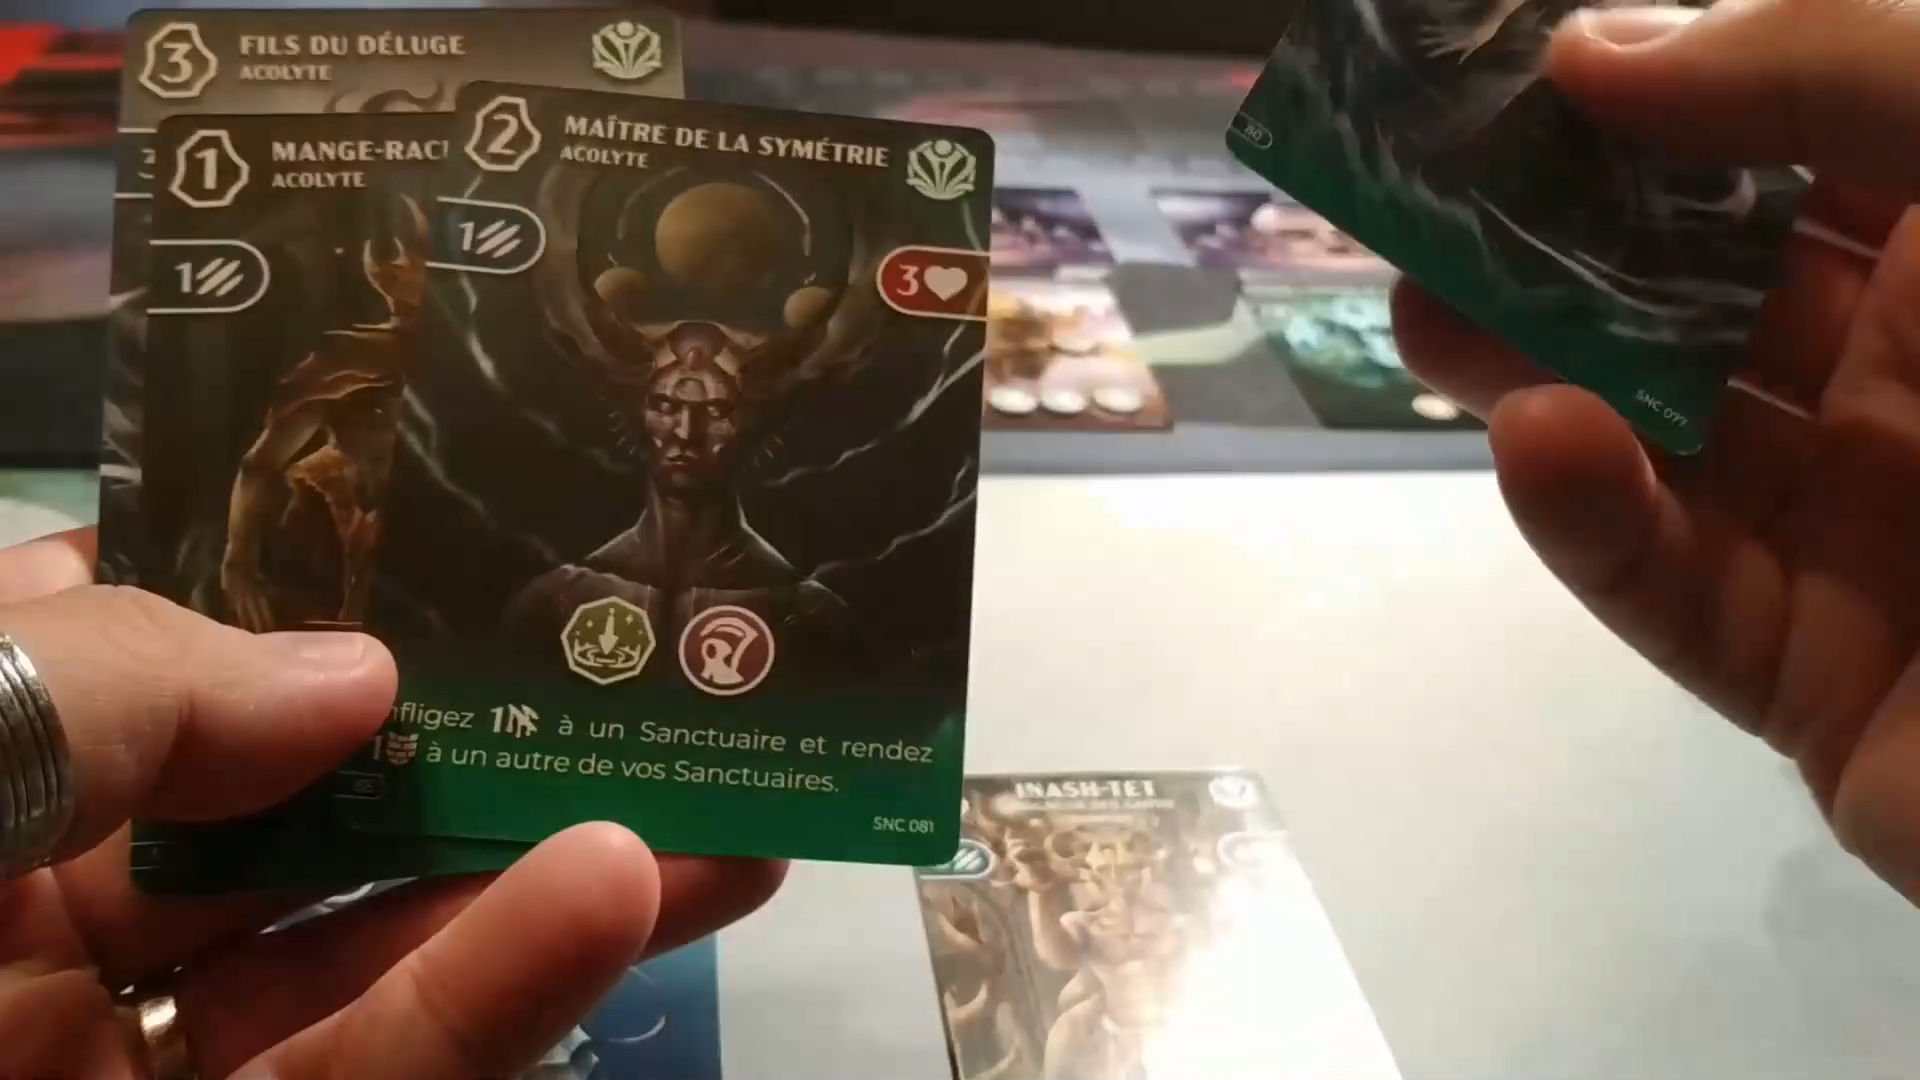 3
FILS DU DÉLUGE
ACOLYTE
1
MANGE-RACI
ACOLYTE
1
2
MAÎTRE DE LA SYMÉTRIE
ACOLYTE
1
3
nfligez 1 à un Sanctuaire et rendez
1 à un autre de vos Sanctuaires.
SNC 081
80
SNC 077
INASH-TET